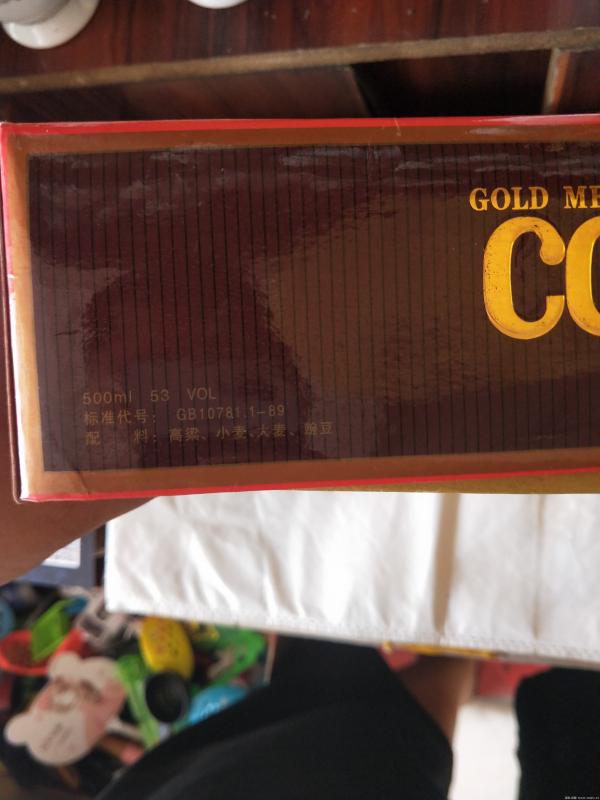 GOLD ME
CO
500ml 53 VOL
标准代号: GB10781.1-89
配 料: 高粱、小麦、大麦、豌豆